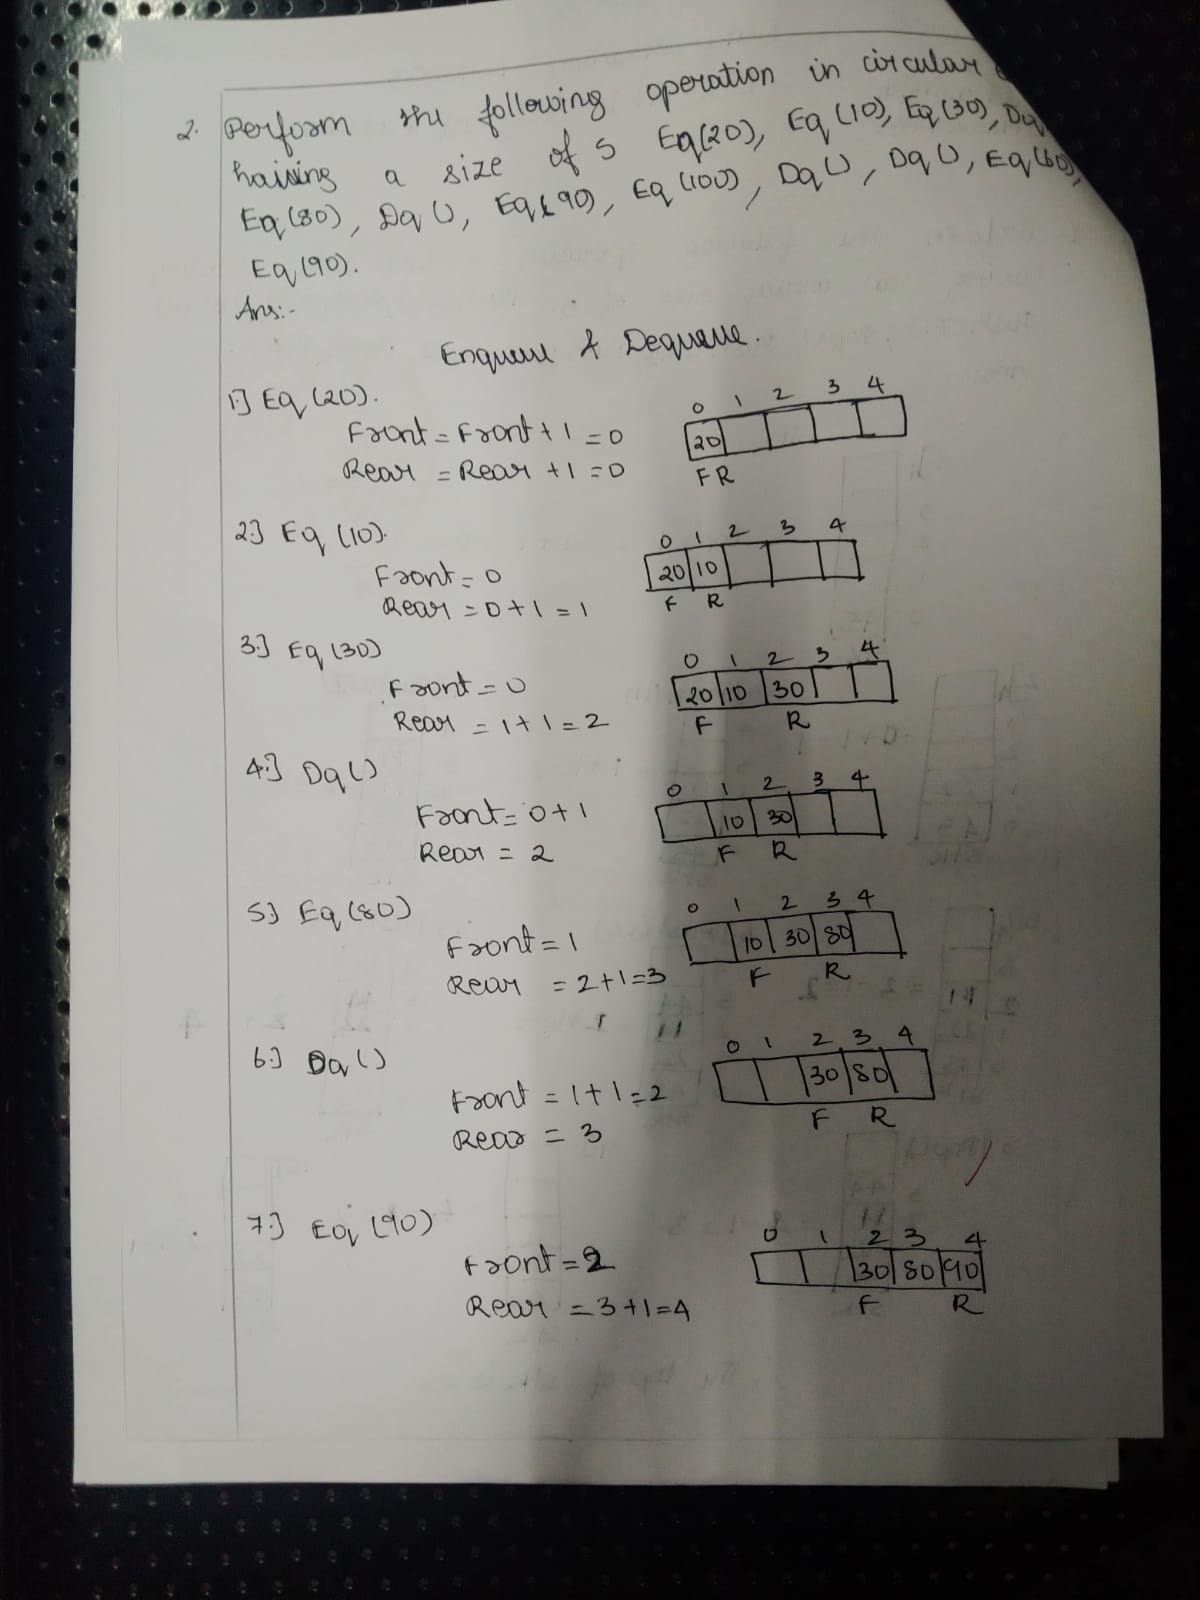 2. Perform the following operation in circular
haising a size of 5 Eq(20), Eq(10), Eq(30), Dq
Eq(80), Dq(), Eq(90), Eq(100), Dq(), Dq(), Eq(60),
Eq(90).
Ans:-
Enqueue & Dequeue.
1.] Eq(20).
0 1 2 3 4
Front = Front + 1 = 0
20
Rear = Rear + 1 = 0
F R
2.] Eq(10).
0 1 2 3 4
Front = 0
20 10
Rear = 0 + 1 = 1
F R
3.] Eq(30)
0 1 2 3 4
Front = 0
20 10 30
Rear = 1 + 1 = 2
F R
4.] Dq()
0 1 2 3 4
Front = 0 + 1
10 30
Rear = 2
F R
5.] Eq(80)
0 1 2 3 4
Front = 1
10 30 80
Rear = 2 + 1 = 3
F R
6.] Dq()
0 1 2 3 4
Front = 1 + 1 = 2
30 80
Rear = 3
F R
7.] Eq(90)
0 1 2 3 4
Front = 2
30 80 90
Rear = 3 + 1 = 4
F R